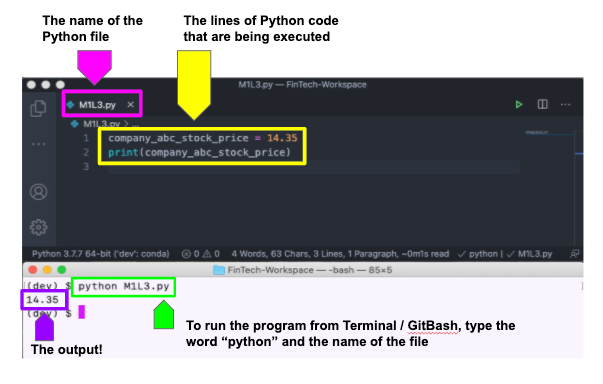 The name of the
Python file
The lines of Python code
that are being executed
M1L3.py — FinTech-Workspace
M1L3.py ×
M1L3.py > ...
1 company_abc_stock_price = 14.35
2 print(company_abc_stock_price)
3
Python 3.7.7 64-bit ('dev': conda) 0 0 4 Words, 63 Chars, 3 Lines, 1 Paragraph, ~0m1s read ✓ python | ✓ M1L3.py
FinTech-Workspace — -bash — 85×5
[(dev) $ python M1L3.py ]
14.35
(dev) $
To run the program from Terminal / GitBash, type the
word “python” and the name of the file
The output!